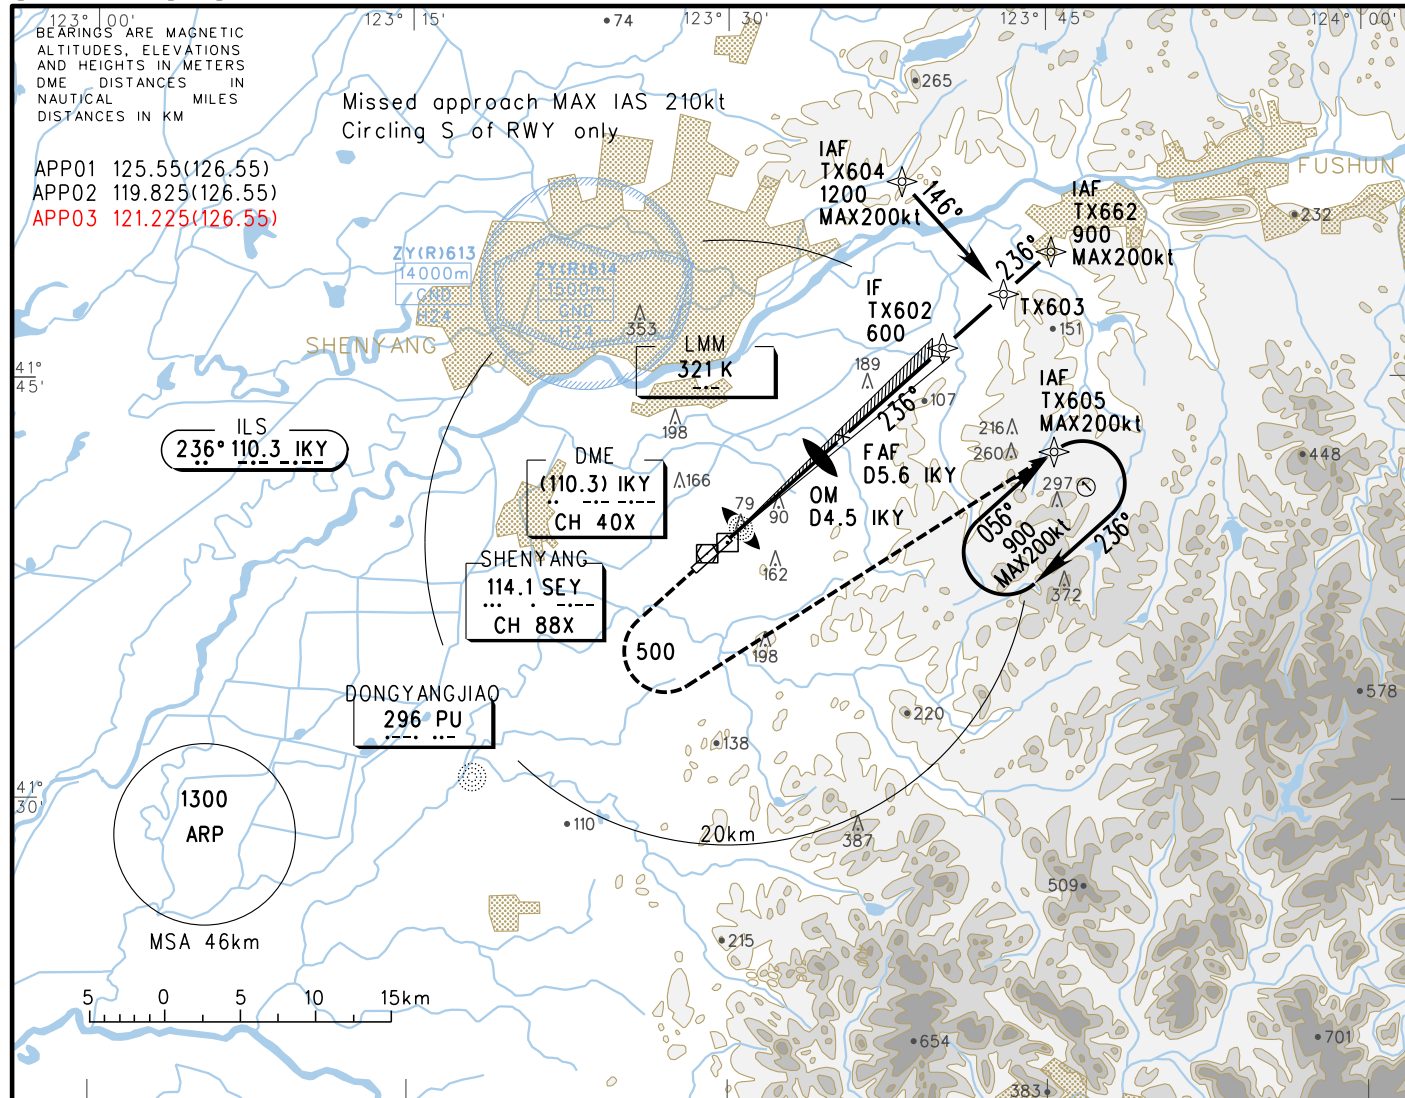 123° 00'
123° 15'
74
123° 30'
123° 45'
124° 00'
BEARINGS ARE MAGNETIC
ALTITUDES, ELEVATIONS
AND HEIGHTS IN METERS
DME DISTANCES IN
NAUTICAL MILES
DISTANCES IN KM
Missed approach MAX IAS 210kt
Circling S of RWY only
APP01 125.55(126.55)
APP02 119.825(126.55)
APP03 121.225(126.55)
265
IAF
TX604
1200
MAX200kt
146°
IAF
TX662
900
MAX200kt
236°
FUSHUN
232
ZY(R)613
14000m
GND
H24
ZY(R)614
1500m
GND
H24
353
SHENYANG
IF
TX602
600
TX603
151
LMM
321 K
189
107
236°
41°
45'
198
IAF
TX605
MAX200kt
216
260
448
ILS
236° 110.3 IKY
DME
(110.3) IKY
CH 40X
166
FAF
D5.6 IKY
OM
D4.5 IKY
79
90
297
056°
900
MAX200kt
236°
SHENYANG
114.1 SEY
CH 88X
162
372
500
198
DONGYANGJIAO
296 PU
578
220
138
41°
30'
1300
ARP
110
20km
387
MSA 46km
509
215
5 0 5 10 15km
654
701
383